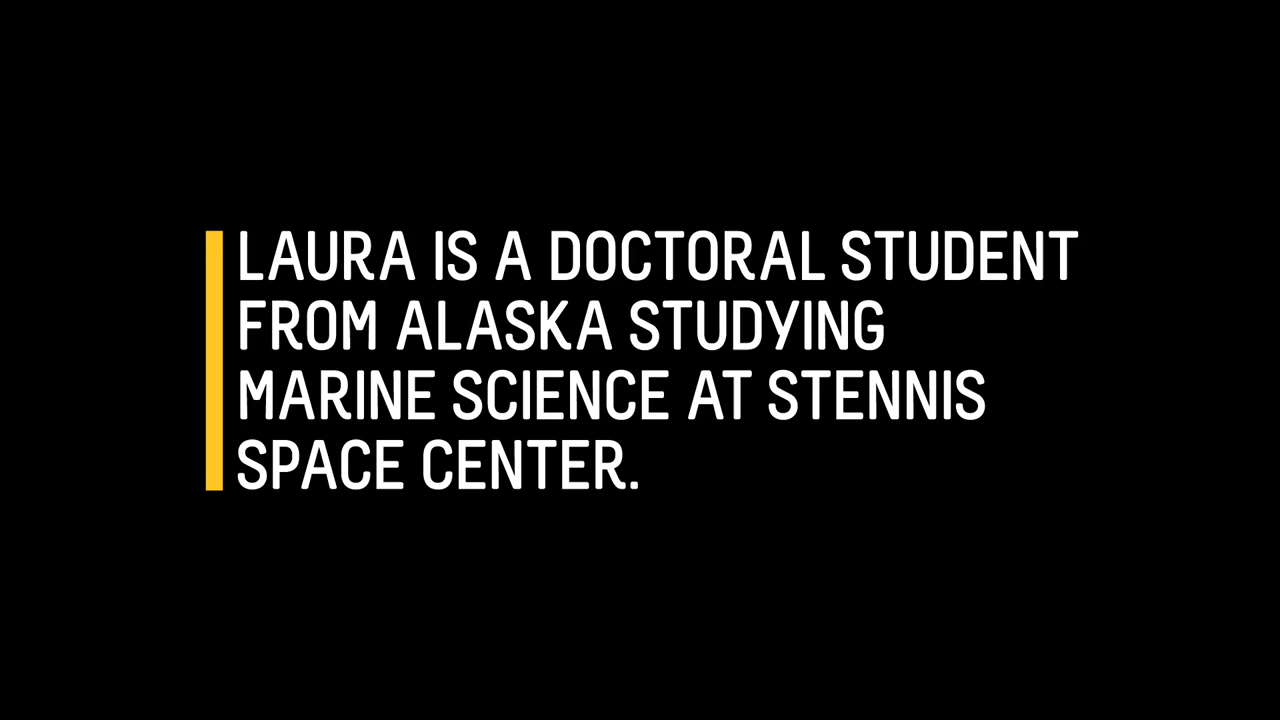 LAURA IS A DOCTORAL STUDENT
FROM ALASKA STUDYING
MARINE SCIENCE AT STENNIS
SPACE CENTER.